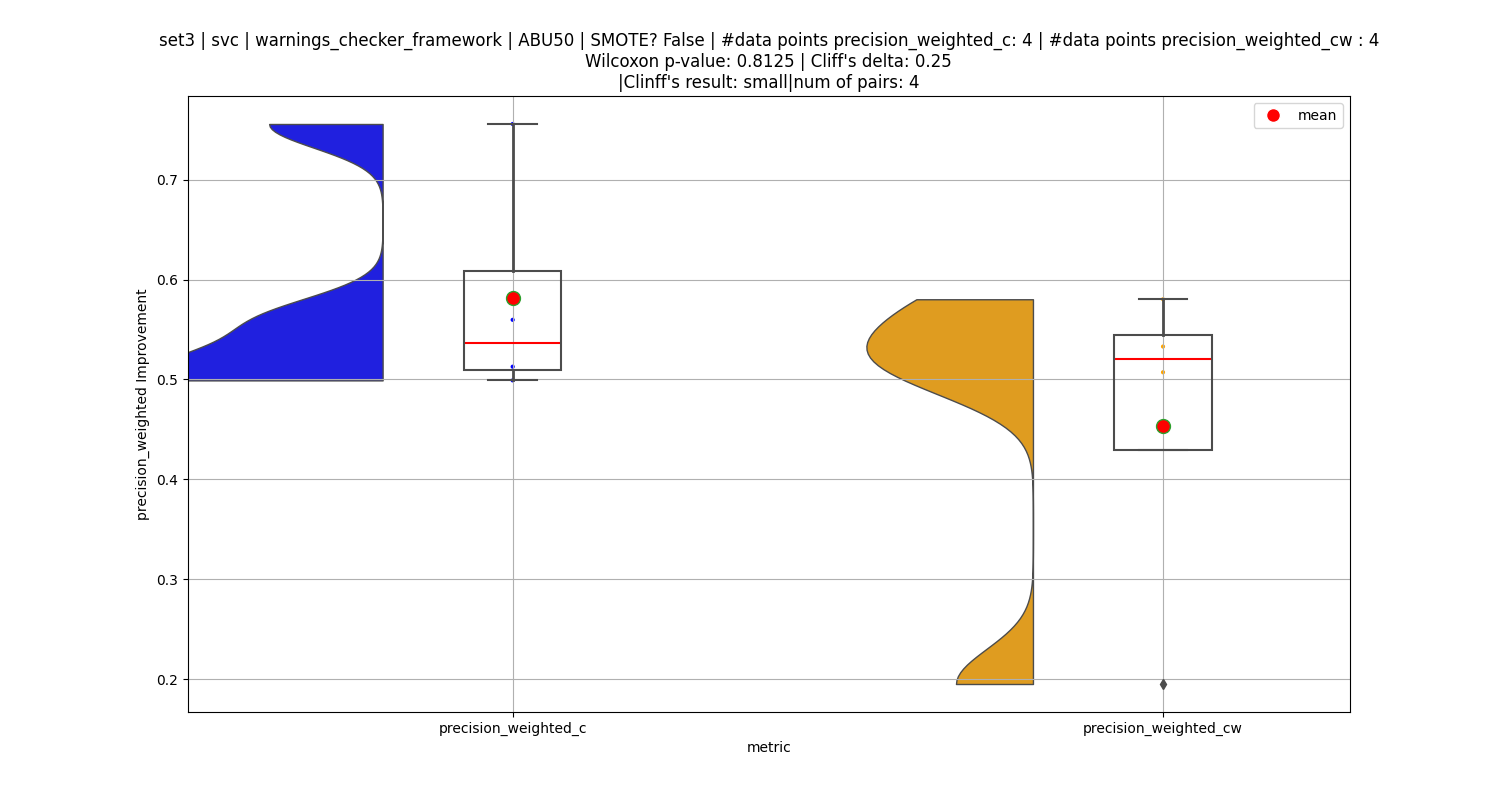 set3 | svc | warnings_checker_framework | ABU50 | SMOTE? False | #data points precision_weighted_c: 4 | #data points precision_weighted_cw : 4
Wilcoxon p-value: 0.8125 | Cliff's delta: 0.25
|Clinff's result: small|num of pairs: 4
mean
0.7
0.6
0.5
0.4
0.3
0.2
precision_weighted Improvement
precision_weighted_c
precision_weighted_cw
metric